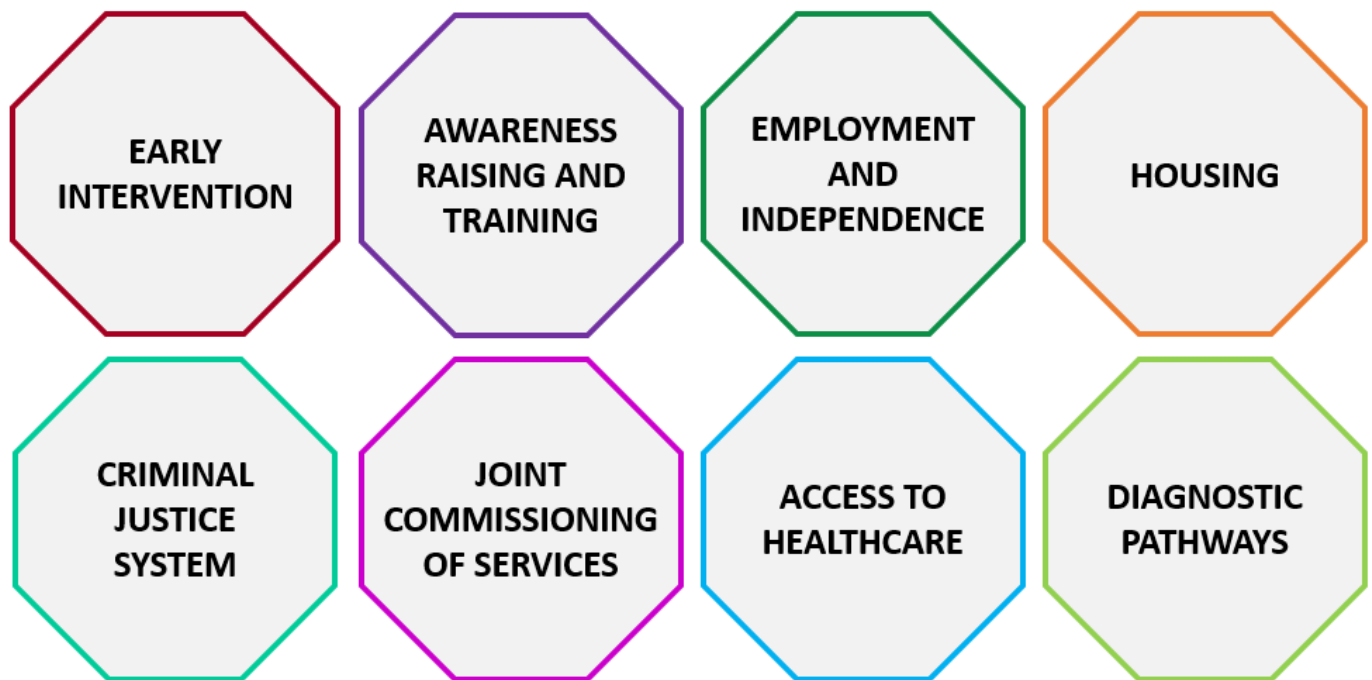 EARLY
INTERVENTION
AWARENESS
RAISING AND
TRAINING
EMPLOYMENT
AND
INDEPENDENCE
HOUSING
CRIMINAL
JUSTICE
SYSTEM
JOINT
COMMISSIONING
OF SERVICES
ACCESS TO
HEALTHCARE
DIAGNOSTIC
PATHWAYS